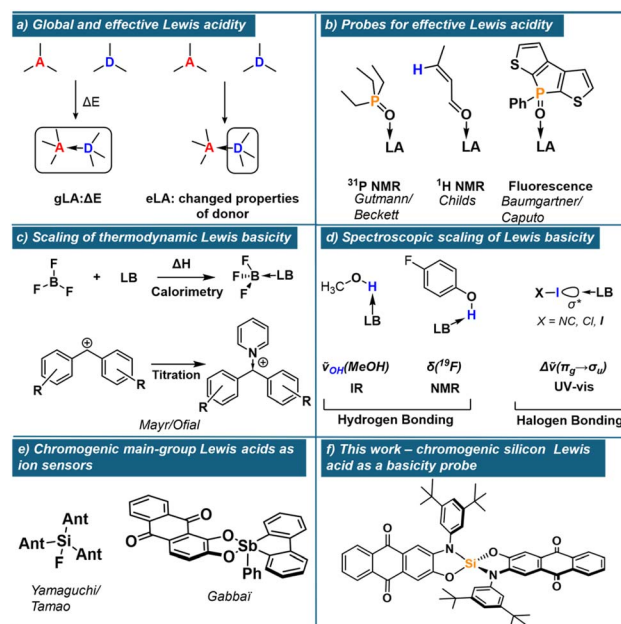 a) Global and effective Lewis acidity
A
D
A
D
ΔE
A
D
A
D
gLA:ΔE
eLA: changed properties
of donor
b) Probes for effective Lewis acidity
P
O
LA
H
O
LA
S
S
Ph
P
O
LA
³¹P NMR
Gutmann/
Beckett
¹H NMR
Childs
Fluorescence
Baumgartner/
Caputo
c) Scaling of thermodynamic Lewis basicity
F
B
F
F
+
LB
ΔH
Calorimetry
F
F
B
LB
F
R
R
Titration
N
R
R
Mayr/Ofial
d) Spectroscopic scaling of Lewis basicity
H₃C
O
H
LB
F
O
H
LB
X
I
LB
σ*
X = NC, Cl, I
ṽOH(MeOH)
IR
δ(¹⁹F)
NMR
Δṽ(πg→σu)
UV-vis
Hydrogen Bonding
Halogen Bonding
e) Chromogenic main-group Lewis acids as
ion sensors
Ant
Ant
Si
Ant
F
Yamaguchi/
Tamao
O
O
O
O
Sb
Ph
Gabbaï
f) This work – chromogenic silicon Lewis
acid as a basicity probe
O
O
N
O
Si
O
N
O
O